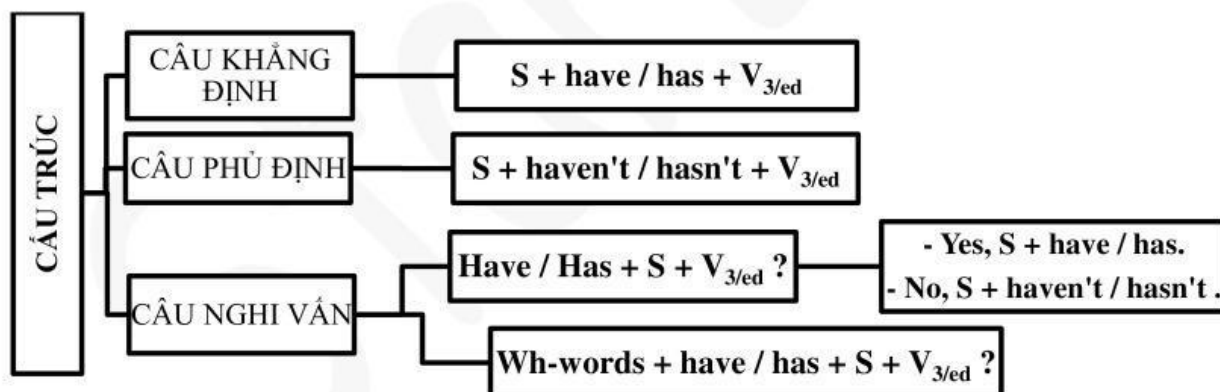 CẤU TRÚC
CÂU KHẲNG
ĐỊNH
S + have / has + V3/ed
CÂU PHỦ ĐỊNH
S + haven't / hasn't + V3/ed
CÂU NGHI VẤN
Have / Has + S + V3/ed ?
- Yes, S + have / has.
- No, S + haven't / hasn't .
Wh-words + have / has + S + V3/ed ?